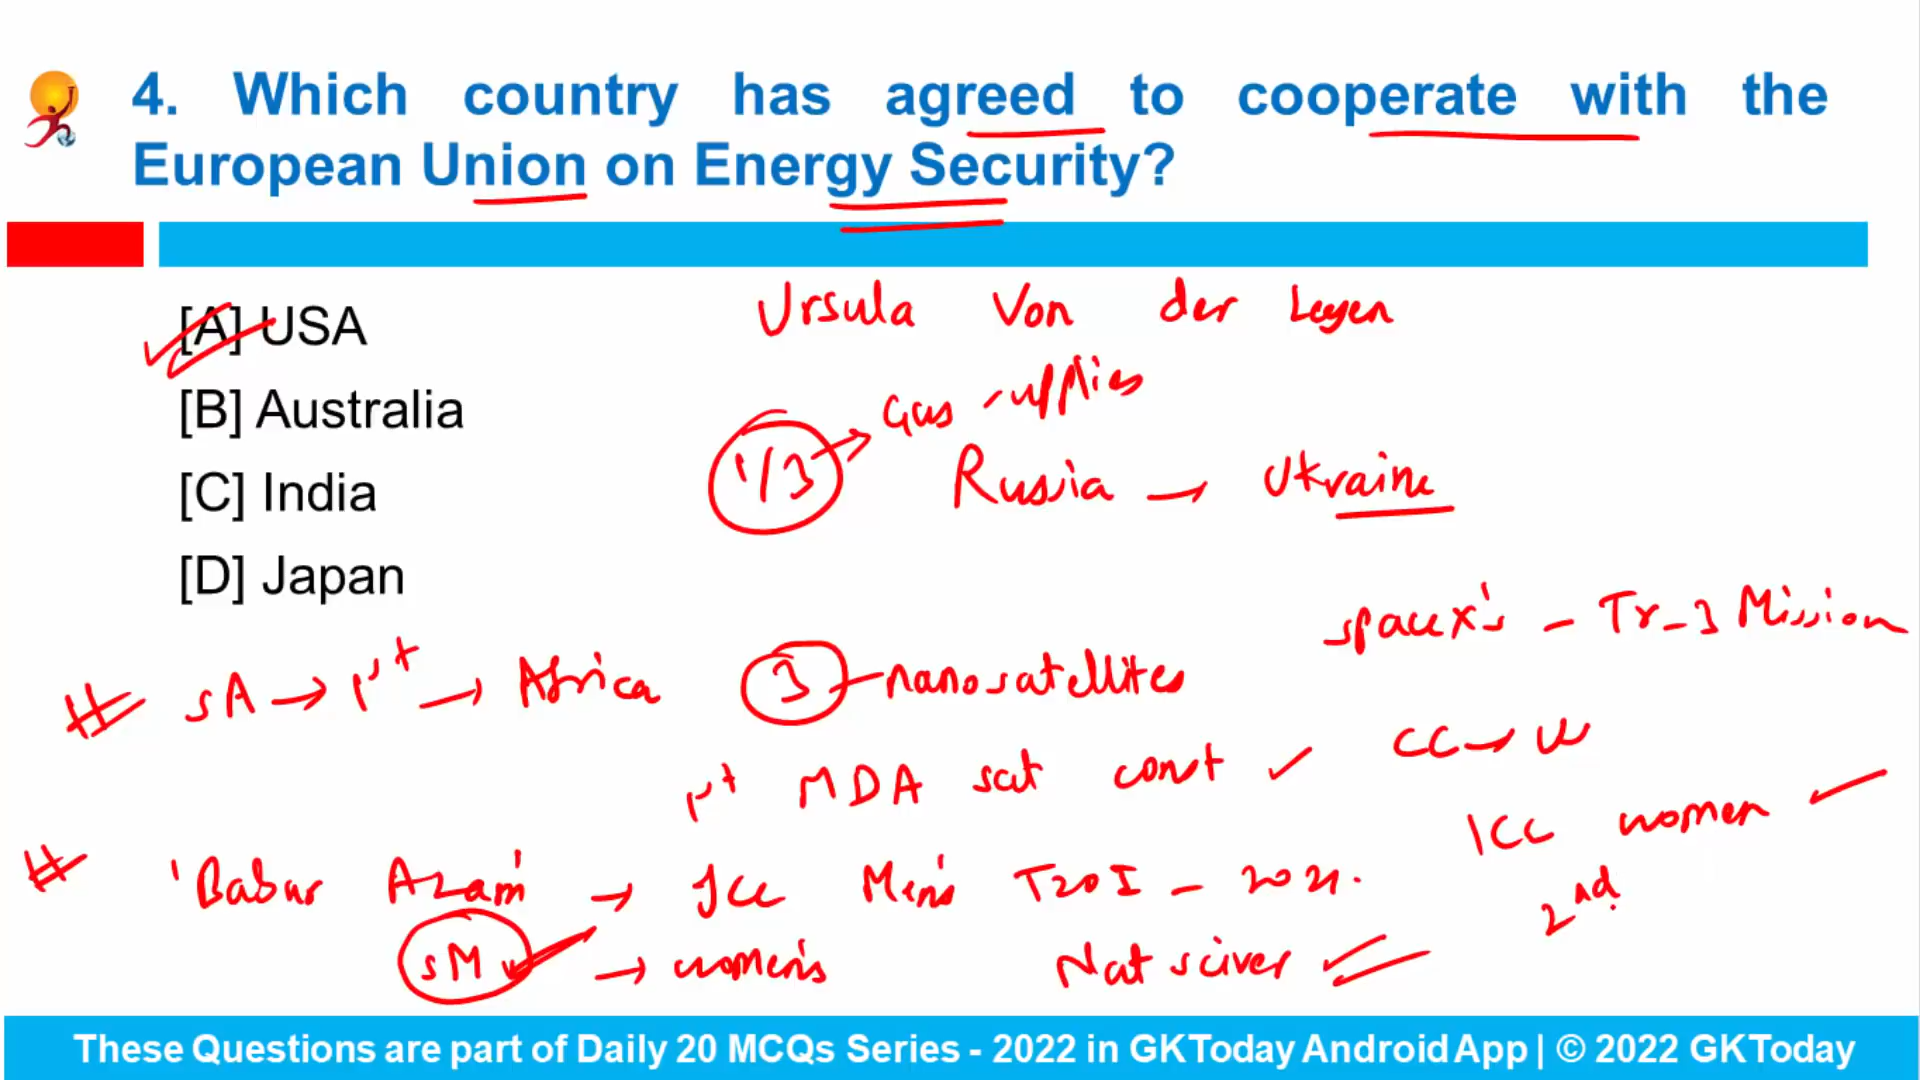 4. Which country has agreed to cooperate with the
European Union on Energy Security?
[A] USA
[B] Australia
[C] India
[D] Japan
Ursula Von der Leyen
1/3 → Gas supplies
Russia → Ukraine
SpaceX's - Tr-3 Mission
# SA → 1st → Africa 3 - nanosatellites
1st MDA sat const ✓ CC → W
ICC women ✓
# 'Babar Azam' → ICC Men's T20I - 2021.
2nd
SM → women's Nat sciver
These Questions are part of Daily 20 MCQs Series - 2022 in GKToday Android App | © 2022 GKToday